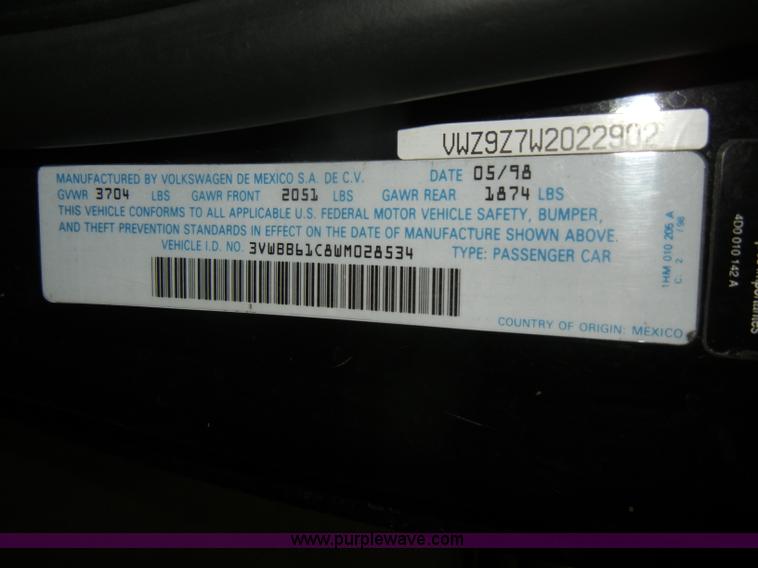 VWZ9Z7W2022902
MANUFACTURED BY VOLKSWAGEN DE MEXICO S.A. DE C.V. DATE 05/98
GVWR 3704 LBS GAWR FRONT 2051 LBS GAWR REAR 1874 LBS
THIS VEHICLE CONFORMS TO ALL APPLICABLE U.S. FEDERAL MOTOR VEHICLE SAFETY, BUMPER,
AND THEFT PREVENTION STANDARDS IN EFFECT ON THE DATE OF MANUFACTURE SHOWN ABOVE.
VEHICLE I.D. NO. 3VWBB61C8WM028534 TYPE: PASSENGER CAR
COUNTRY OF ORIGIN: MEXICO
1HM 010 205 A
C. 2 / 98
4D0 010 142 A
www.purplewave.com